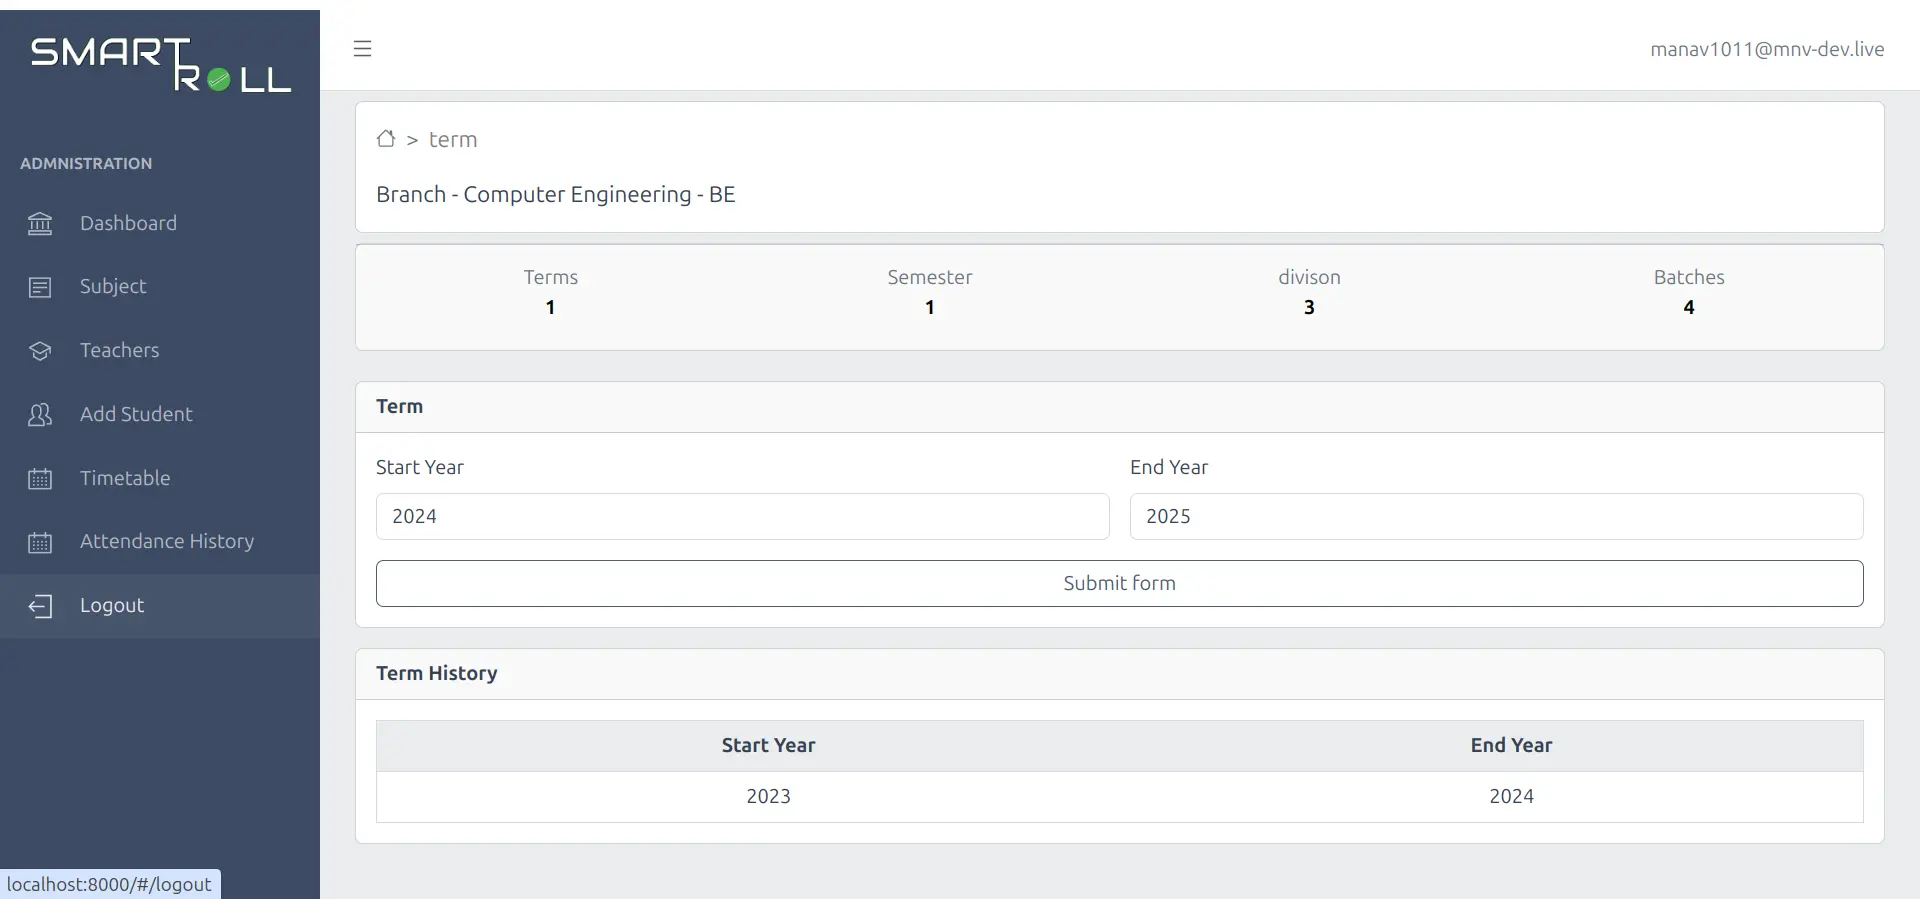 SMART
ROLL
manav1011@mnv-dev.live
> term
Branch - Computer Engineering - BE
ADMNISTRATION
Dashboard
Subject
Teachers
Add Student
Timetable
Attendance History
Logout
Terms Semester divison Batches
1 1 3 4
Term
Start Year End Year
2024 2025
Submit form
Term History
Start Year End Year
2023 2024
localhost:8000/#/logout